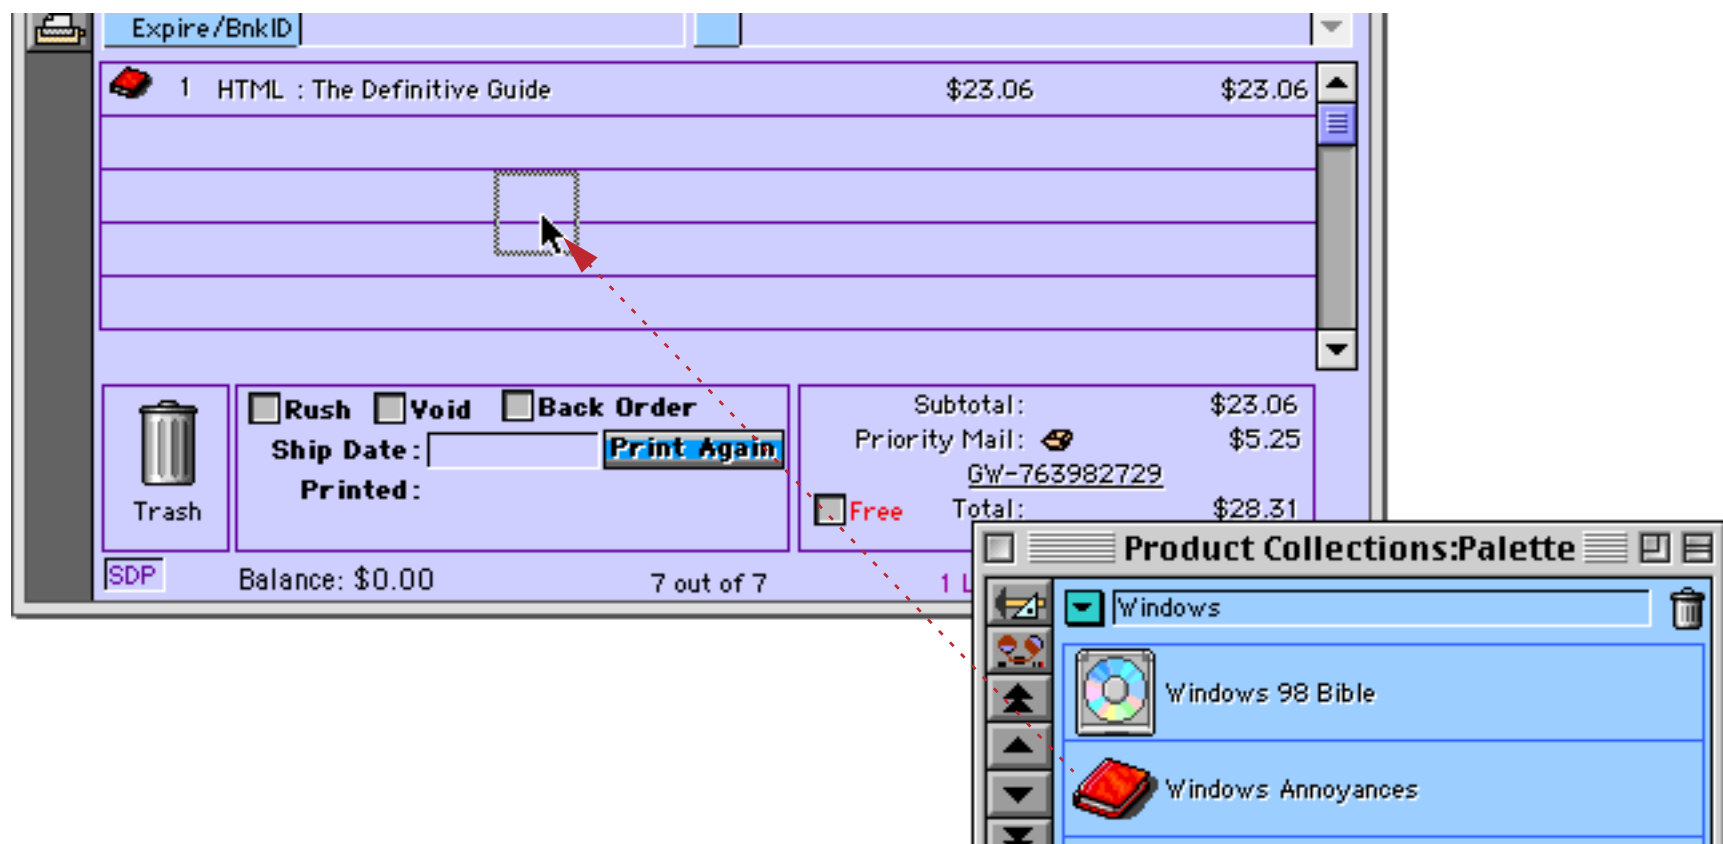 Expire/BnkID
1 HTML : The Definitive Guide $23.06 $23.06
Rush Void Back Order
Ship Date: Print Again
Printed:
Trash
Subtotal: $23.06
Priority Mail: $5.25
GW-763982729
Free Total: $28.31
SDP Balance: $0.00 7 out of 7 1
Product Collections:Palette
Windows
Windows 98 Bible
Windows Annoyances